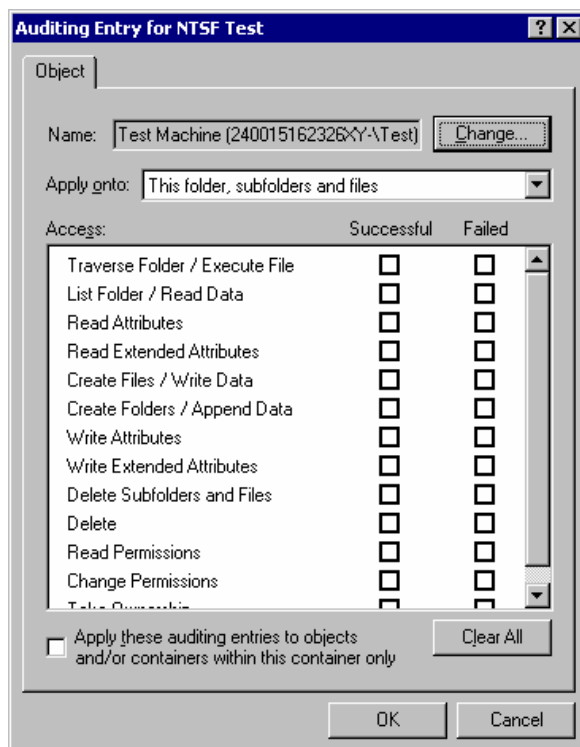 Auditing Entry for NTSF Test
Object
Name: Test Machine (240015162326XY-\Test) Change...
Apply onto: This folder, subfolders and files
Access: Successful Failed
Traverse Folder / Execute File
List Folder / Read Data
Read Attributes
Read Extended Attributes
Create Files / Write Data
Create Folders / Append Data
Write Attributes
Write Extended Attributes
Delete Subfolders and Files
Delete
Read Permissions
Change Permissions
Take Ownership
Apply these auditing entries to objects Clear All
and/or containers within this container only
OK Cancel